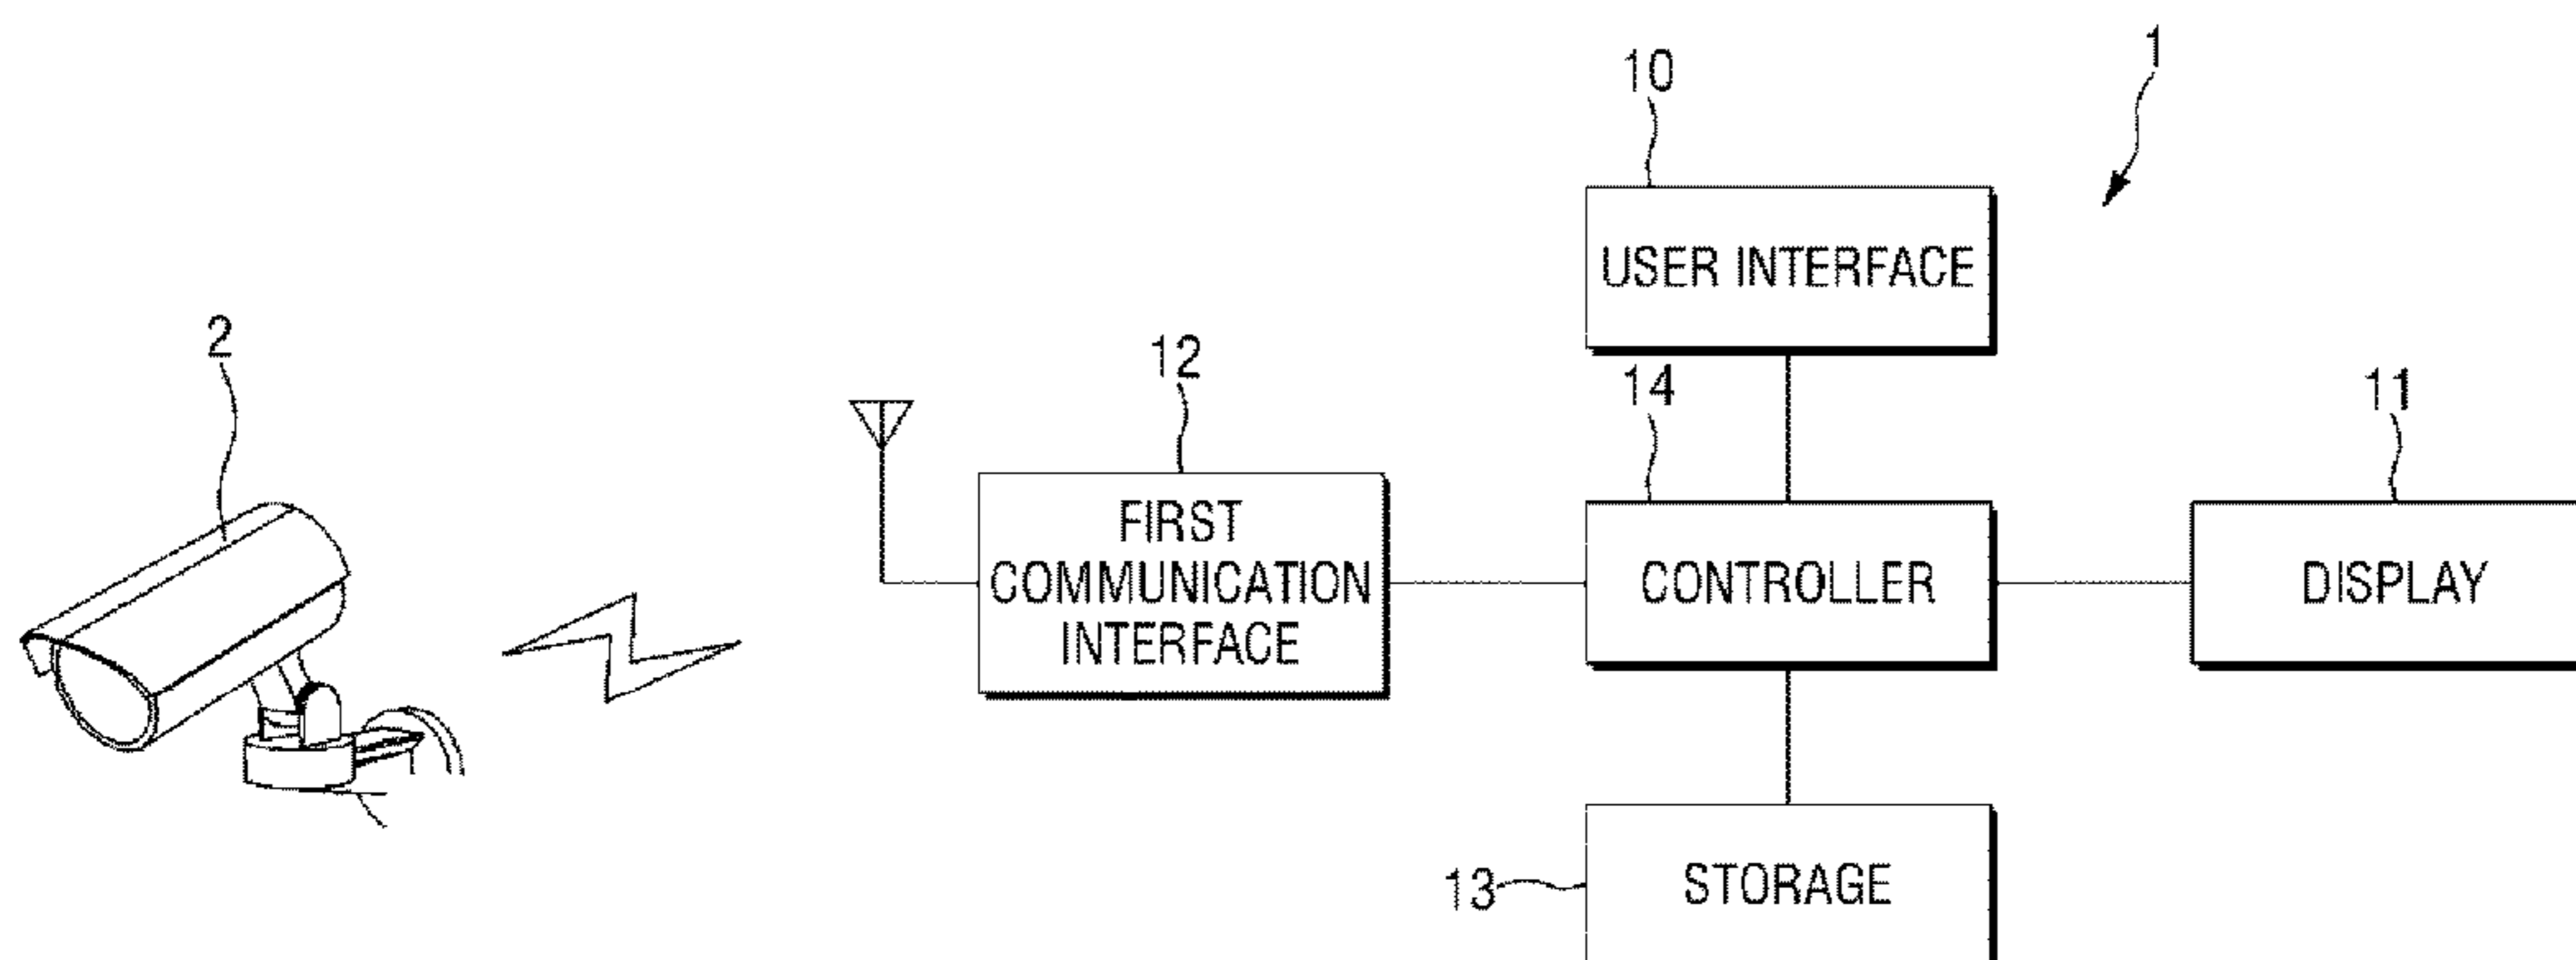 1
10
USER INTERFACE
2
12
14
11
FIRST
COMMUNICATION
INTERFACE
CONTROLLER
DISPLAY
13
STORAGE